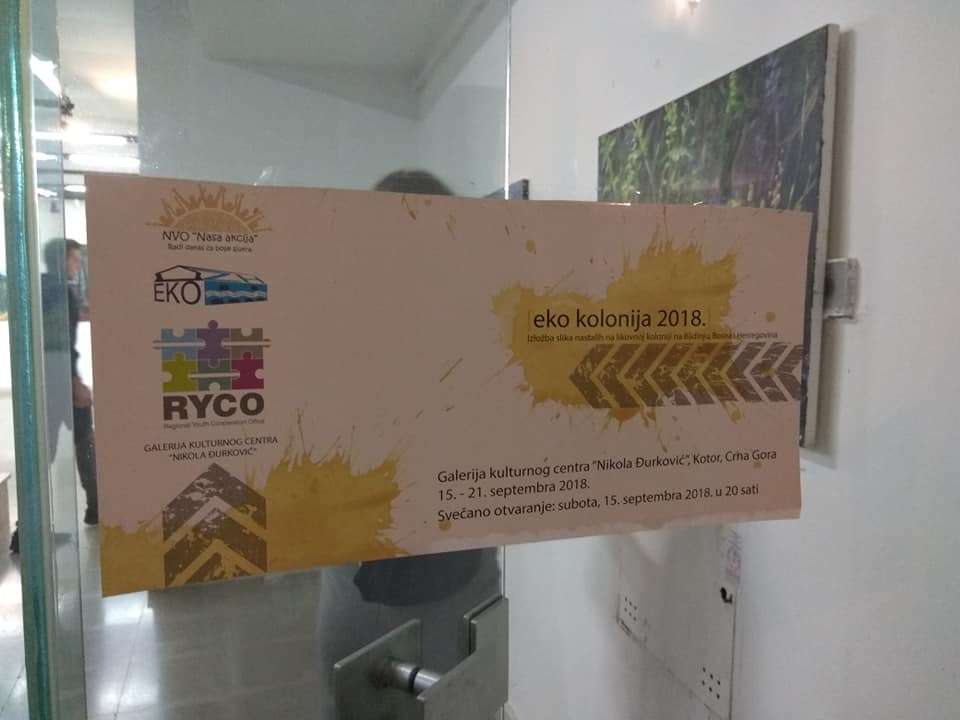 NVO "Naša akcija"
Radi danas za bolje sjutra.
EKO
RYCO
Regional Youth Cooperation Office
GALERIJA KULTURNOG CENTRA
"NIKOLA ĐURKOVIĆ"
[eko kolonija 2018.]
Izložba slika nastalih na likovnoj koloniji na Blidinju Bosna i Hercegovina
Galerija kulturnog centra "Nikola Đurković", Kotor, Crna Gora
15. - 21. septembra 2018.
Svečano otvaranje: subota, 15. septembra 2018. u 20 sati